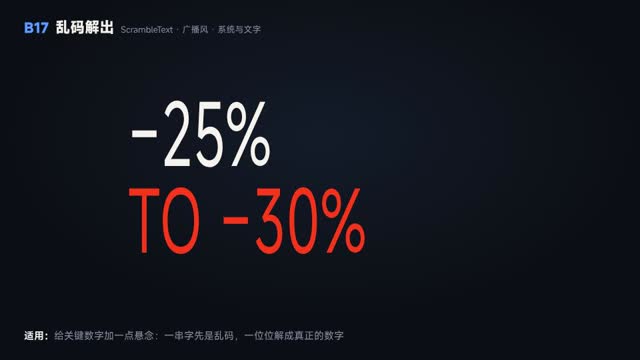 B17 乱码解出 ScrambleText · 广播风 · 系统与文字
-25%
TO -30%
适用：给关键数字加一点悬念：一串字先是乱码，一位位解成真正的数字